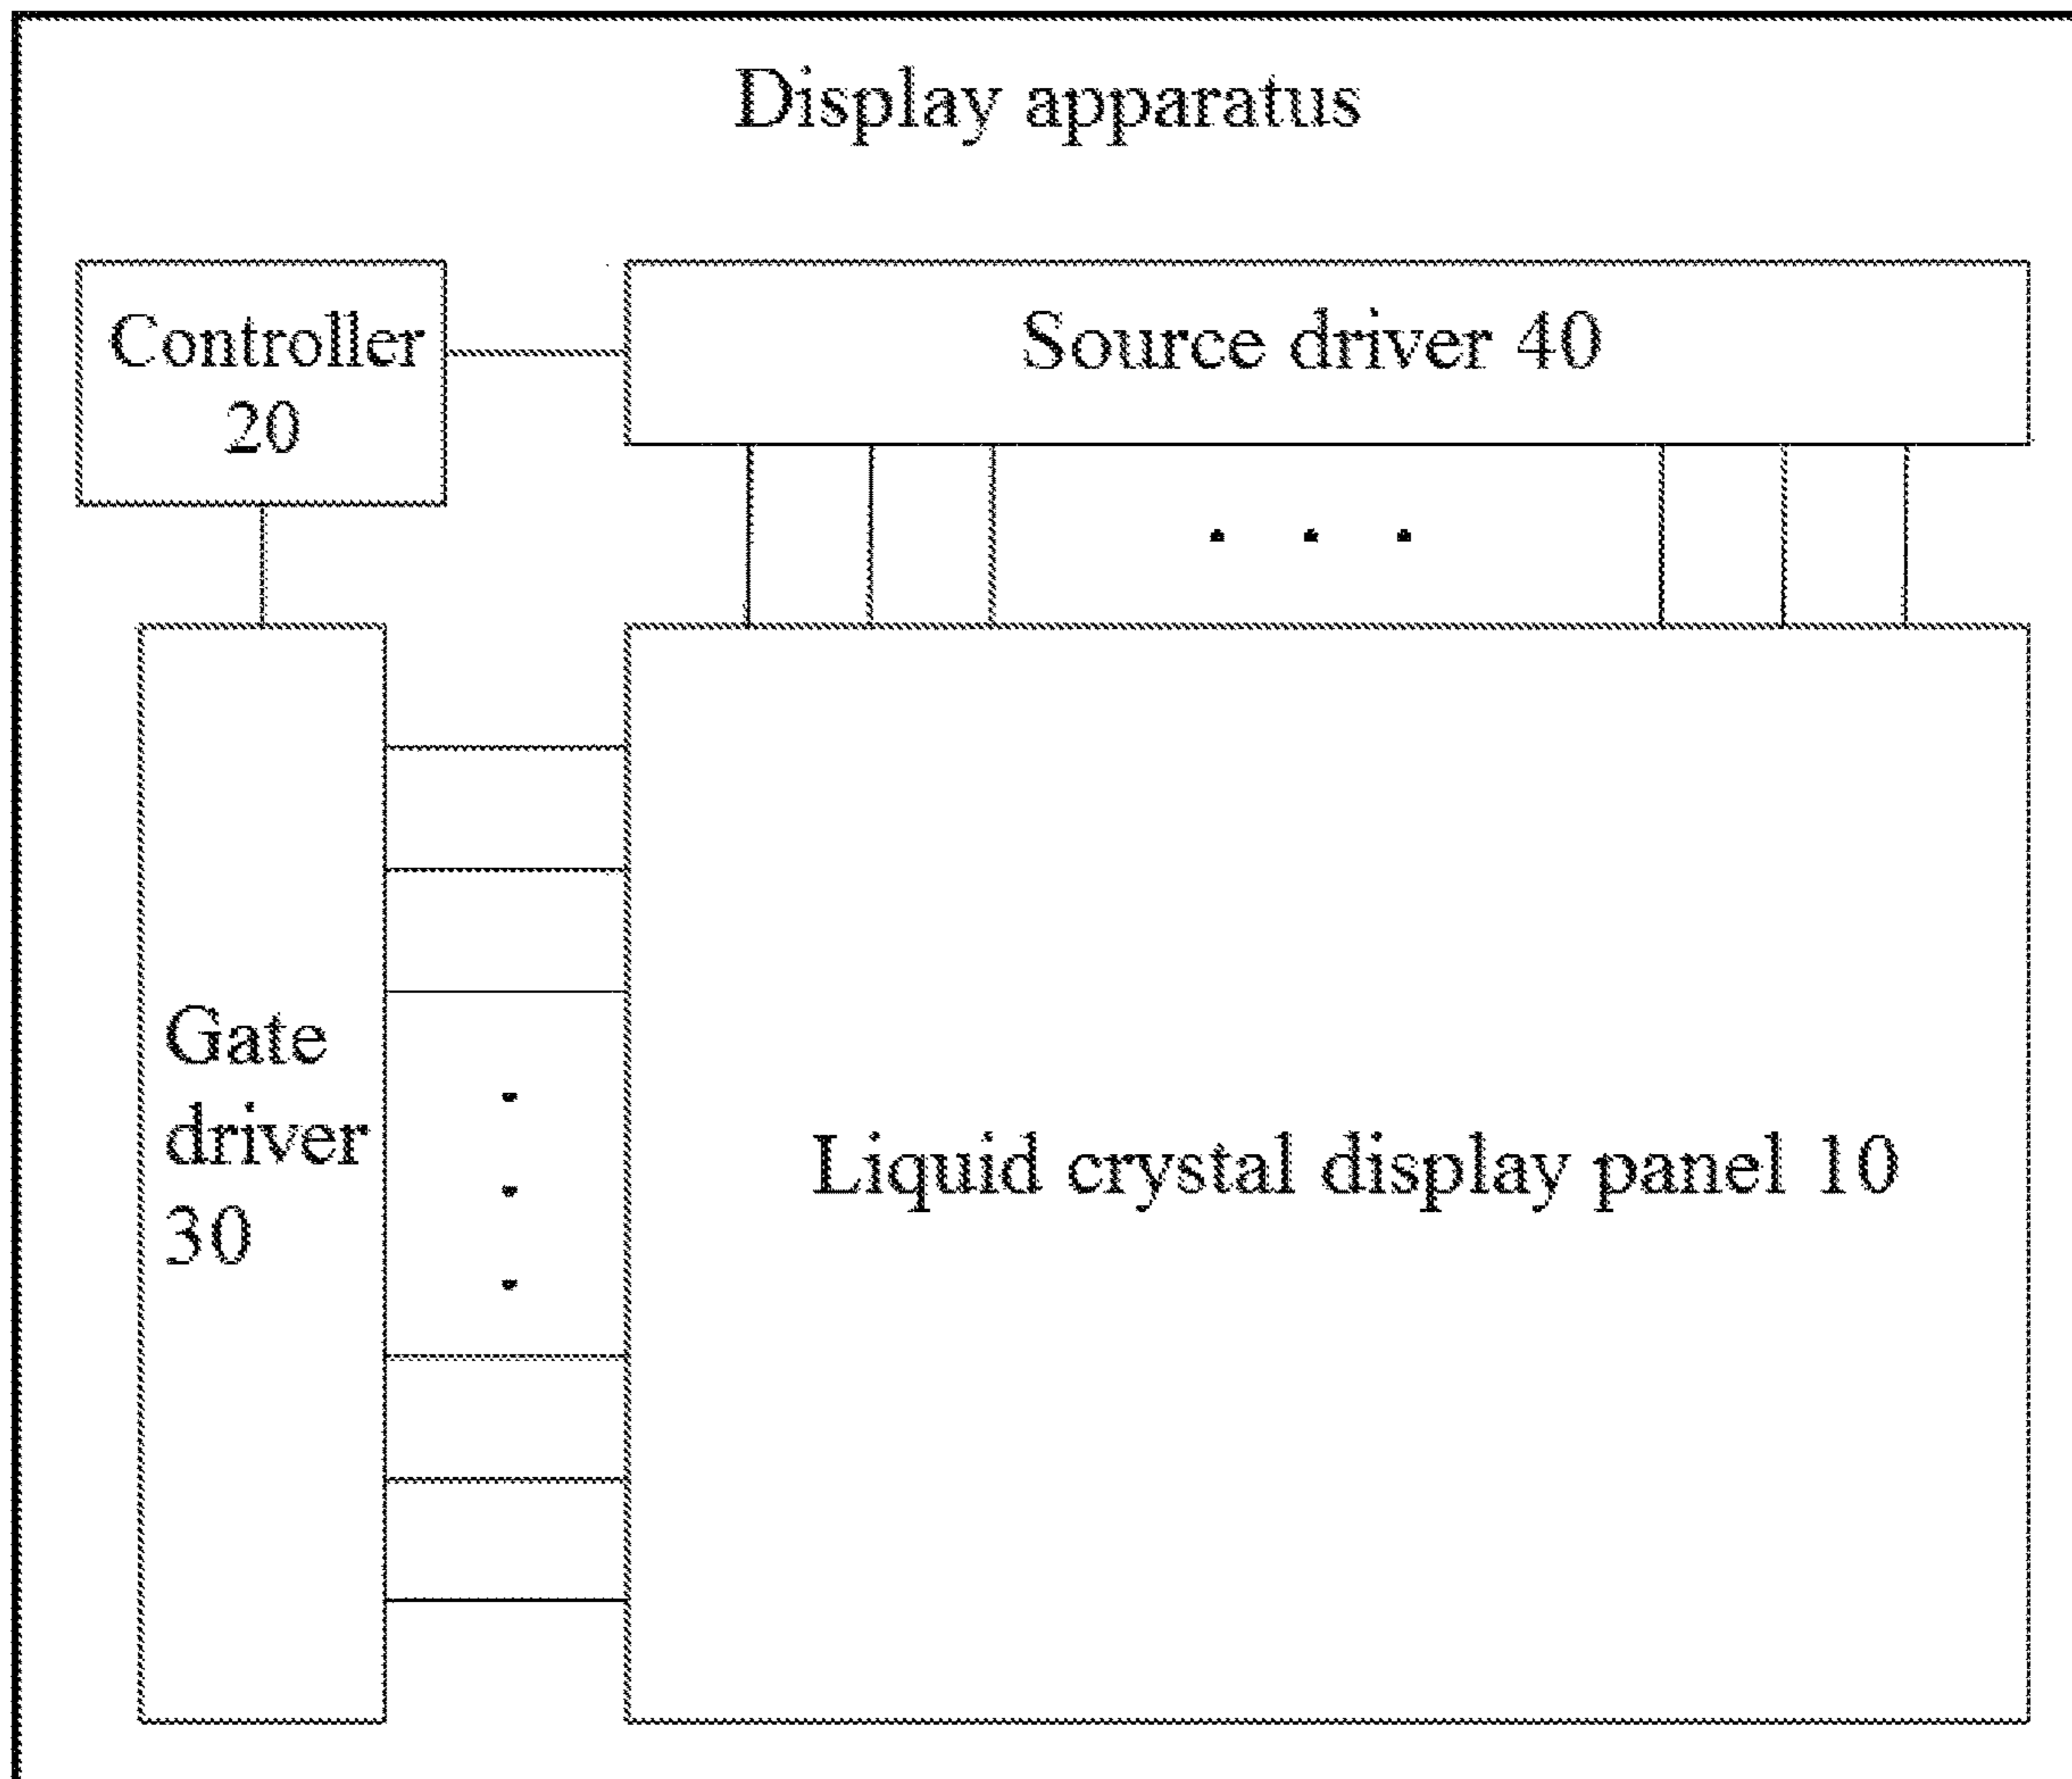 Display apparatus
Controller
20
Source driver 40
Gate
driver
30
Liquid crystal display panel 10